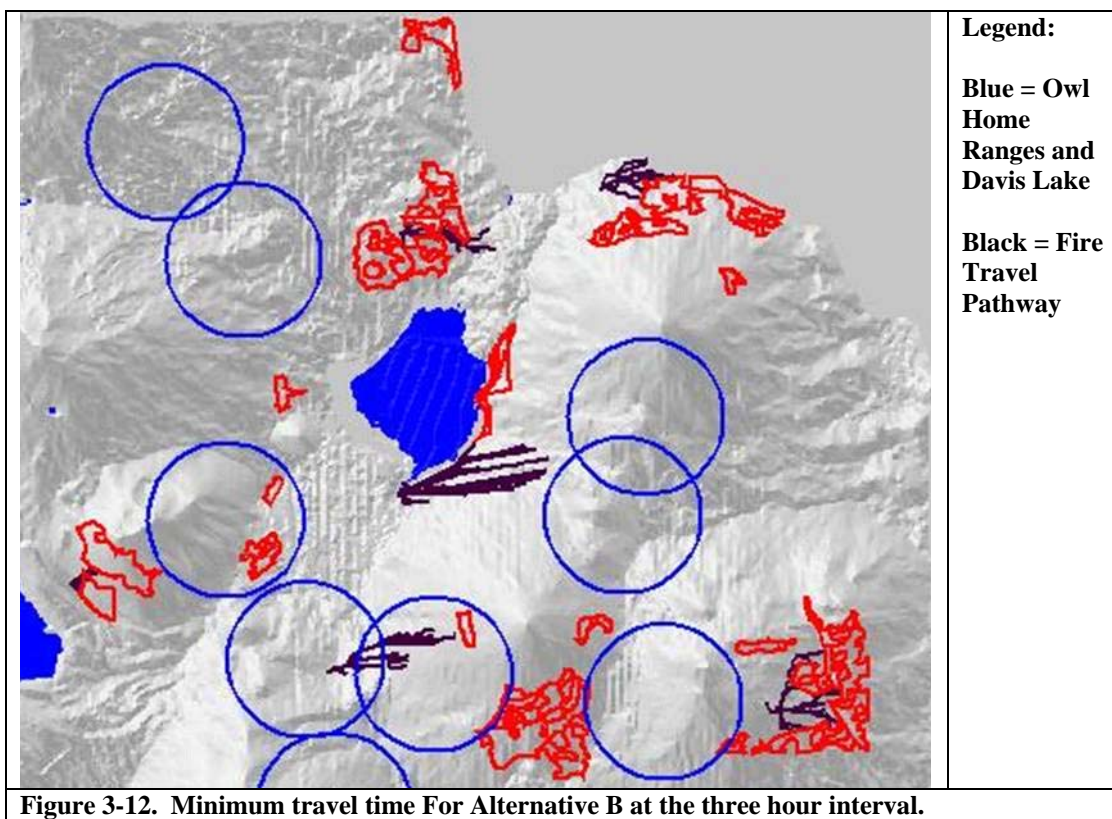 Legend:
Blue = Owl
Home
Ranges and
Davis Lake
Black = Fire
Travel
Pathway
Figure 3-12. Minimum travel time For Alternative B at the three hour interval.